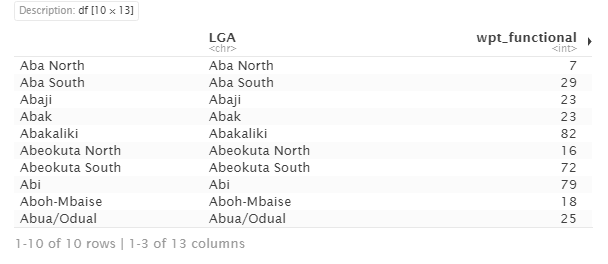 Description: df [10 × 13]
LGA wpt_functional
<chr> <int>
Aba North Aba North 7
Aba South Aba South 29
Abaji Abaji 23
Abak Abak 23
Abakaliki Abakaliki 82
Abeokuta North Abeokuta North 16
Abeokuta South Abeokuta South 72
Abi Abi 79
Aboh-Mbaise Aboh-Mbaise 18
Abua/Odual Abua/Odual 25
1-10 of 10 rows | 1-3 of 13 columns